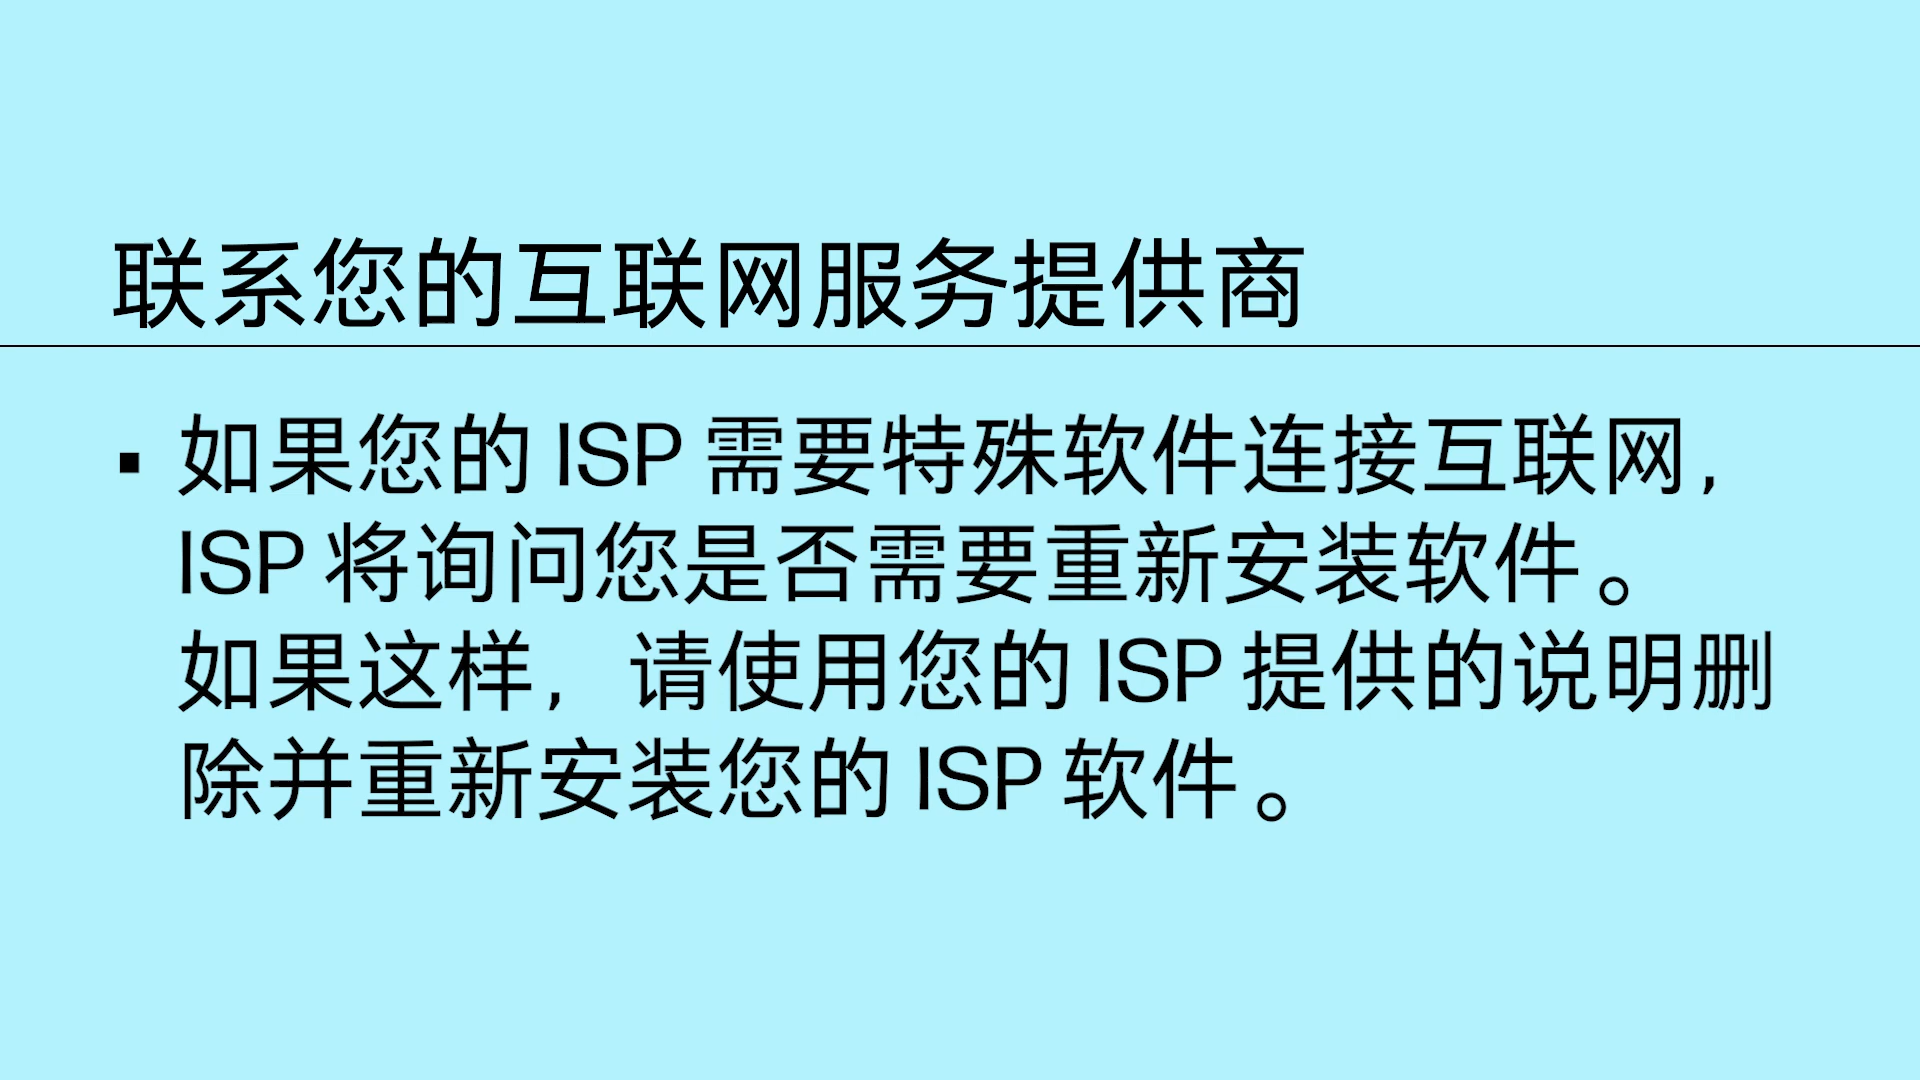 联系您的互联网服务提供商
▪ 如果您的 ISP 需要特殊软件连接互联网，
ISP 将询问您是否需要重新安装软件。
如果这样，请使用您的 ISP 提供的说明删
除并重新安装您的 ISP 软件。